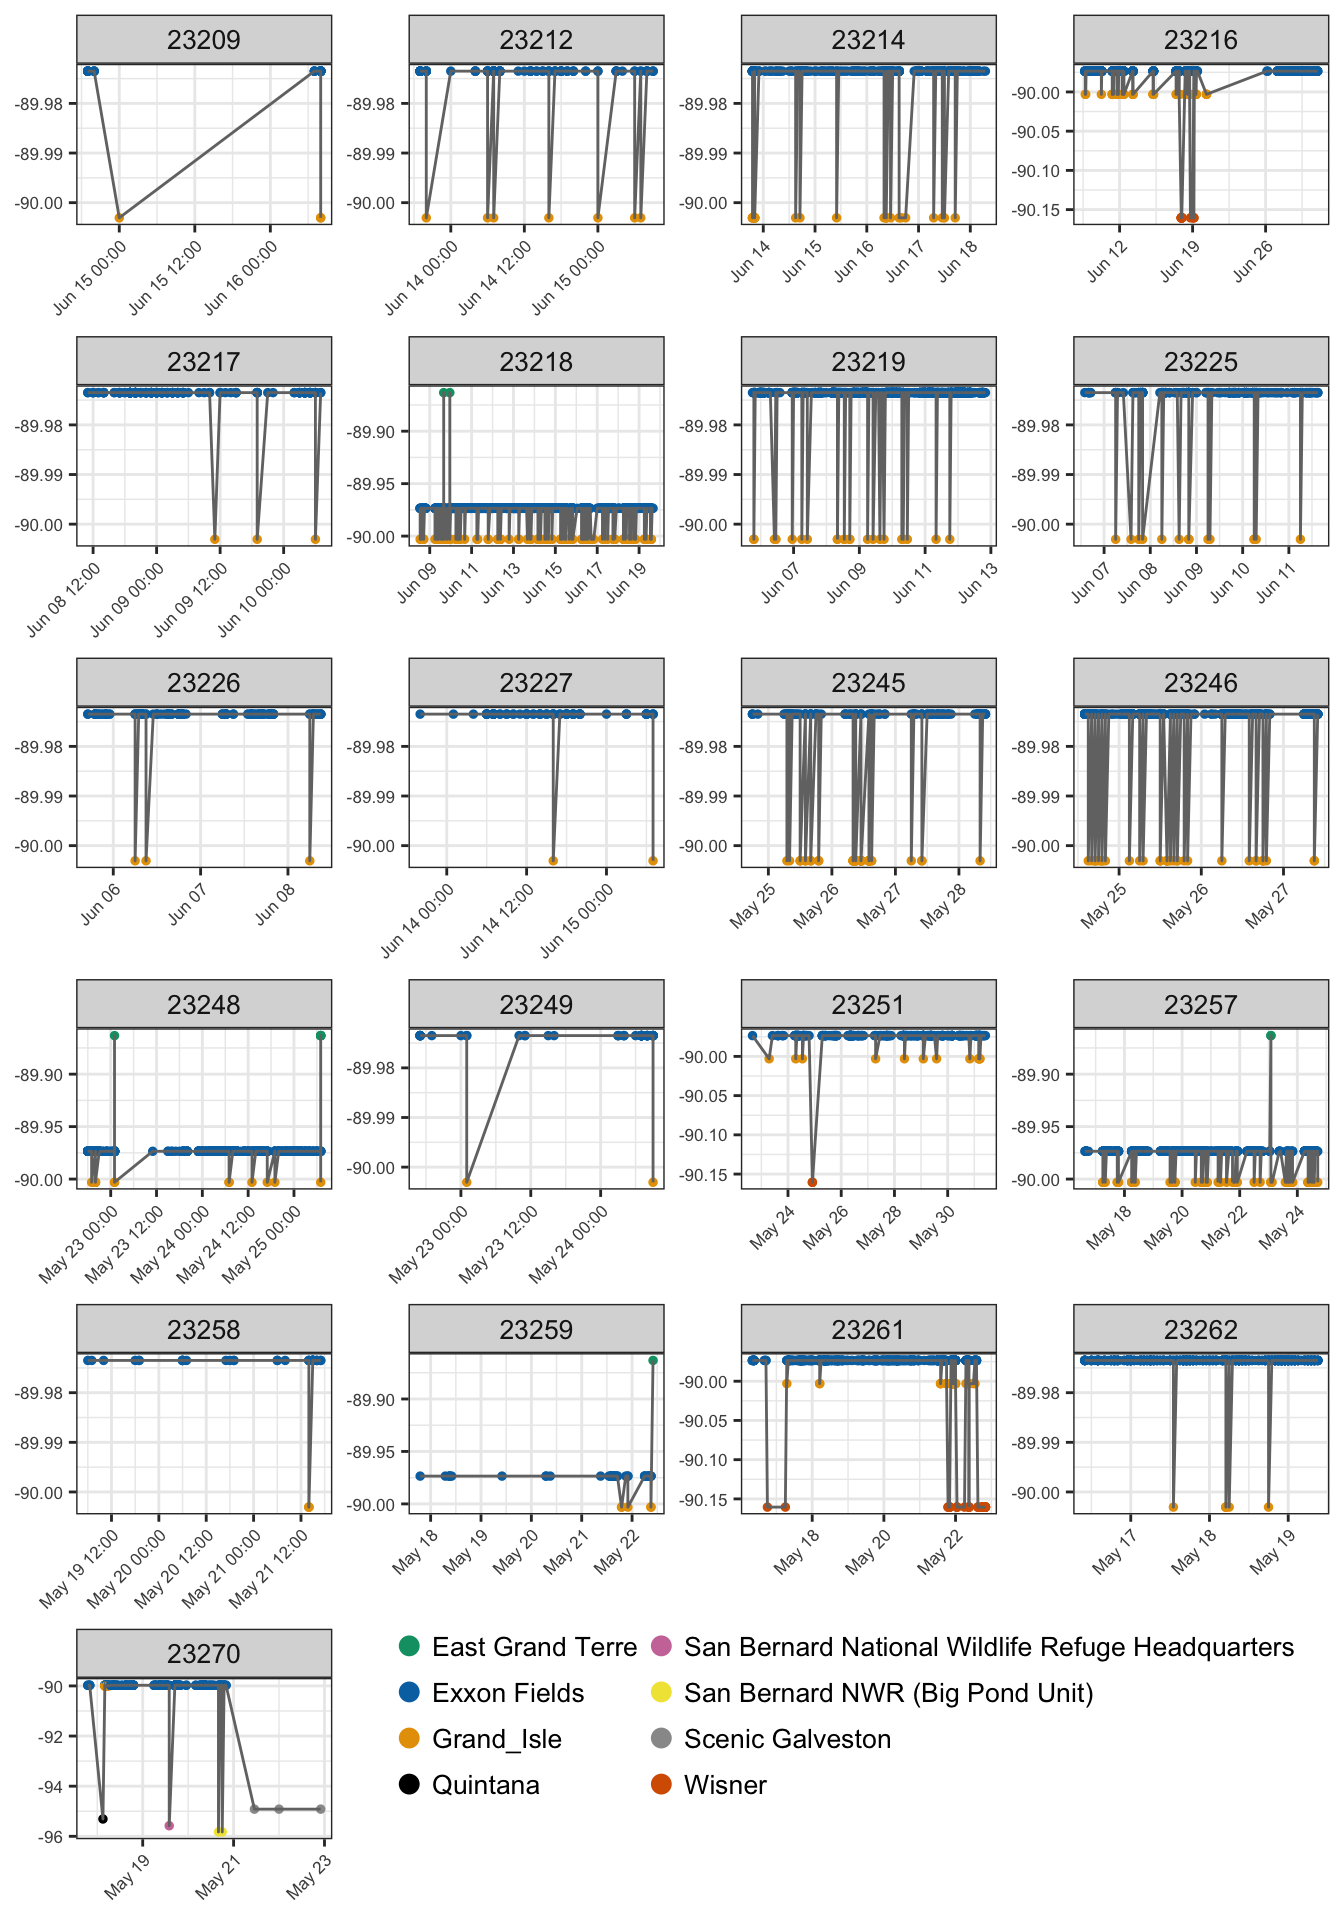 23209 23212 23214 23216
-89.98 -89.98 -89.98 -90.00
-89.99 -89.99 -89.99 -90.05
-90.00 -90.00 -90.00 -90.10
-90.15
Jun 15 00:00 Jun 15 12:00 Jun 16 00:00 Jun 14 00:00 Jun 14 12:00 Jun 15 00:00 Jun 14 Jun 15 Jun 16 Jun 17 Jun 18 Jun 12 Jun 19 Jun 26
23217 23218 23219 23225
-89.98 -89.90 -89.98 -89.98
-89.99 -89.95 -89.99 -89.99
-90.00 -90.00 -90.00 -90.00
Jun 08 12:00 Jun 09 00:00 Jun 09 12:00 Jun 10 00:00 Jun 09 Jun 11 Jun 13 Jun 15 Jun 17 Jun 19 Jun 07 Jun 09 Jun 11 Jun 13 Jun 07 Jun 08 Jun 09 Jun 10 Jun 11
23226 23227 23245 23246
-89.98 -89.98 -89.98 -89.98
-89.99 -89.99 -89.99 -89.99
-90.00 -90.00 -90.00 -90.00
Jun 06 Jun 07 Jun 08 Jun 14 00:00 Jun 14 12:00 Jun 15 00:00 May 25 May 26 May 27 May 28 May 25 May 26 May 27
23248 23249 23251 23257
-89.90 -89.98 -90.00 -89.90
-89.95 -89.99 -90.05 -89.95
-90.00 -90.00 -90.10 -90.00
-90.15
May 23 00:00 May 23 12:00 May 24 00:00 May 24 12:00 May 25 00:00 May 23 00:00 May 23 12:00 May 24 00:00 May 24 May 26 May 28 May 30 May 18 May 20 May 22 May 24
23258 23259 23261 23262
-89.98 -89.90 -90.00 -89.98
-89.99 -89.95 -90.05 -89.99
-90.00 -90.00 -90.10 -90.00
-90.15
May 19 12:00 May 20 00:00 May 20 12:00 May 21 00:00 May 21 12:00 May 18 May 19 May 20 May 21 May 22 May 18 May 20 May 22 May 17 May 18 May 19
23270
-90
-92
-94
-96
May 19 May 21 May 23
East Grand Terre San Bernard National Wildlife Refuge Headquarters
Exxon Fields San Bernard NWR (Big Pond Unit)
Grand_Isle Scenic Galveston
Quintana Wisner